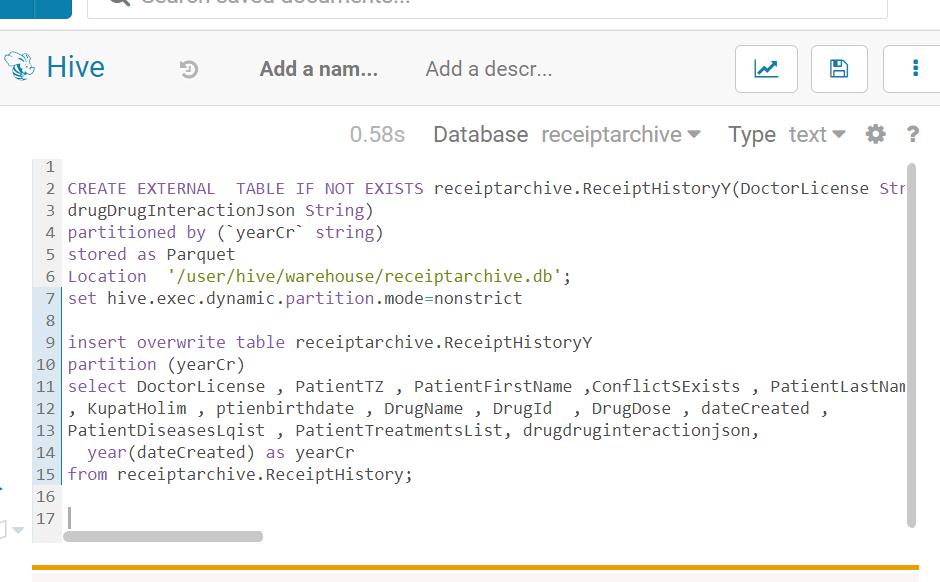 Search saved documents...
Hive Add a nam... Add a descr...
0.58s Database receiptarchive Type text ?
1
2 CREATE EXTERNAL  TABLE IF NOT EXISTS receiptarchive.ReceiptHistoryY(DoctorLicense Str
3 drugDrugInteractionJson String)
4 partitioned by (`yearCr` string)
5 stored as Parquet
6 Location  '/user/hive/warehouse/receiptarchive.db';
7 set hive.exec.dynamic.partition.mode=nonstrict
8
9 insert overwrite table receiptarchive.ReceiptHistoryY
10 partition (yearCr)
11 select DoctorLicense , PatientTZ , PatientFirstName ,ConflictSExists , PatientLastNam
12 , KupatHolim , ptienbirthdate , DrugName , DrugId  , DrugDose , dateCreated ,
13 PatientDiseasesLqist , PatientTreatmentsList, drugdruginteractionjson,
14   year(dateCreated) as yearCr
15 from receiptarchive.ReceiptHistory;
16
17